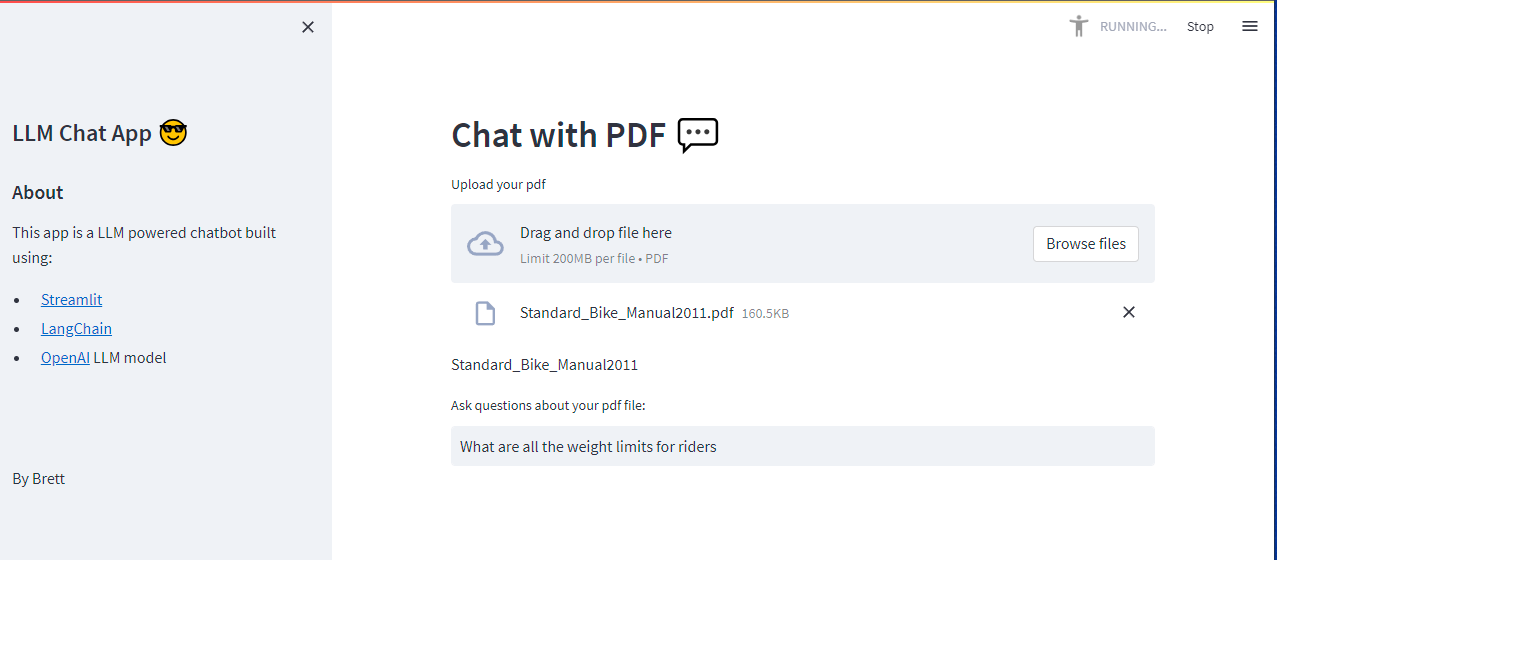 LLM Chat App 😎
About
This app is a LLM powered chatbot built
using:
• Streamlit
• LangChain
• OpenAI LLM model
By Brett
RUNNING...
Stop
Chat with PDF 💬
Upload your pdf
Drag and drop file here
Limit 200MB per file • PDF
Browse files
Standard_Bike_Manual2011.pdf 160.5KB
Standard_Bike_Manual2011
Ask questions about your pdf file:
What are all the weight limits for riders